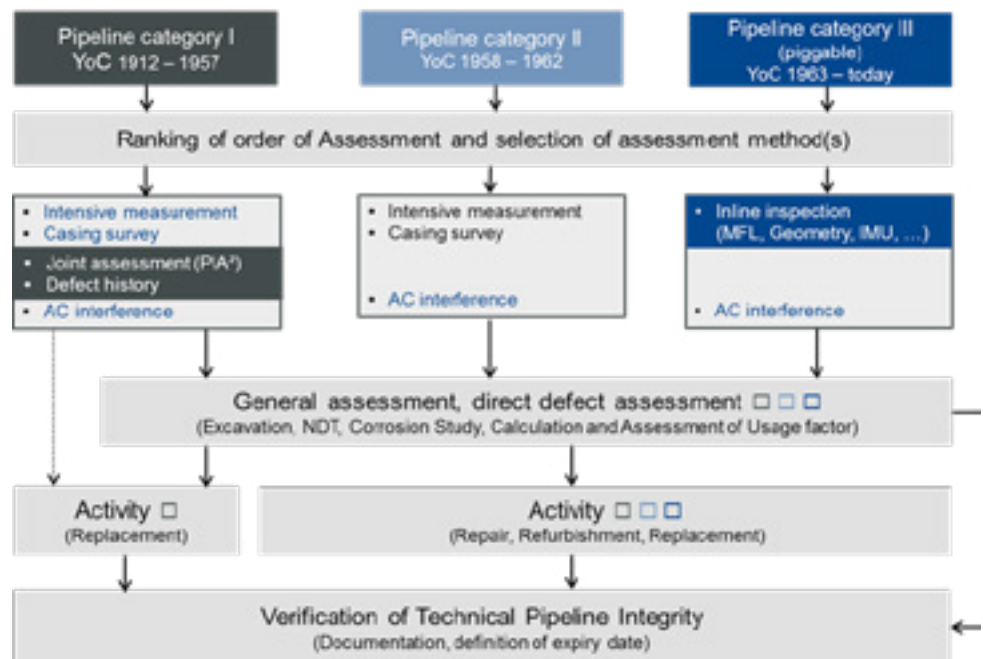 Pipeline category I
YoC 1912 – 1957
Pipeline category II
YoC 1958 – 1962
Pipeline category III
(piggable)
YoC 1963 – today
Ranking of order of Assessment and selection of assessment method(s)
▪ Intensive measurement
▪ Casing survey
▪ Joint assessment (PIA³)
▪ Defect history
▪ AC interference
▪ Intensive measurement
▪ Casing survey
▪ AC interference
▪ Inline inspection
(MFL, Geometry, IMU, ...)
▪ AC interference
General assessment, direct defect assessment □ □ □
(Excavation, NDT, Corrosion Study, Calculation and Assessment of Usage factor)
Activity □
(Replacement)
Activity □ □ □
(Repair, Refurbishment, Replacement)
Verification of Technical Pipeline Integrity
(Documentation, definition of expiry date)